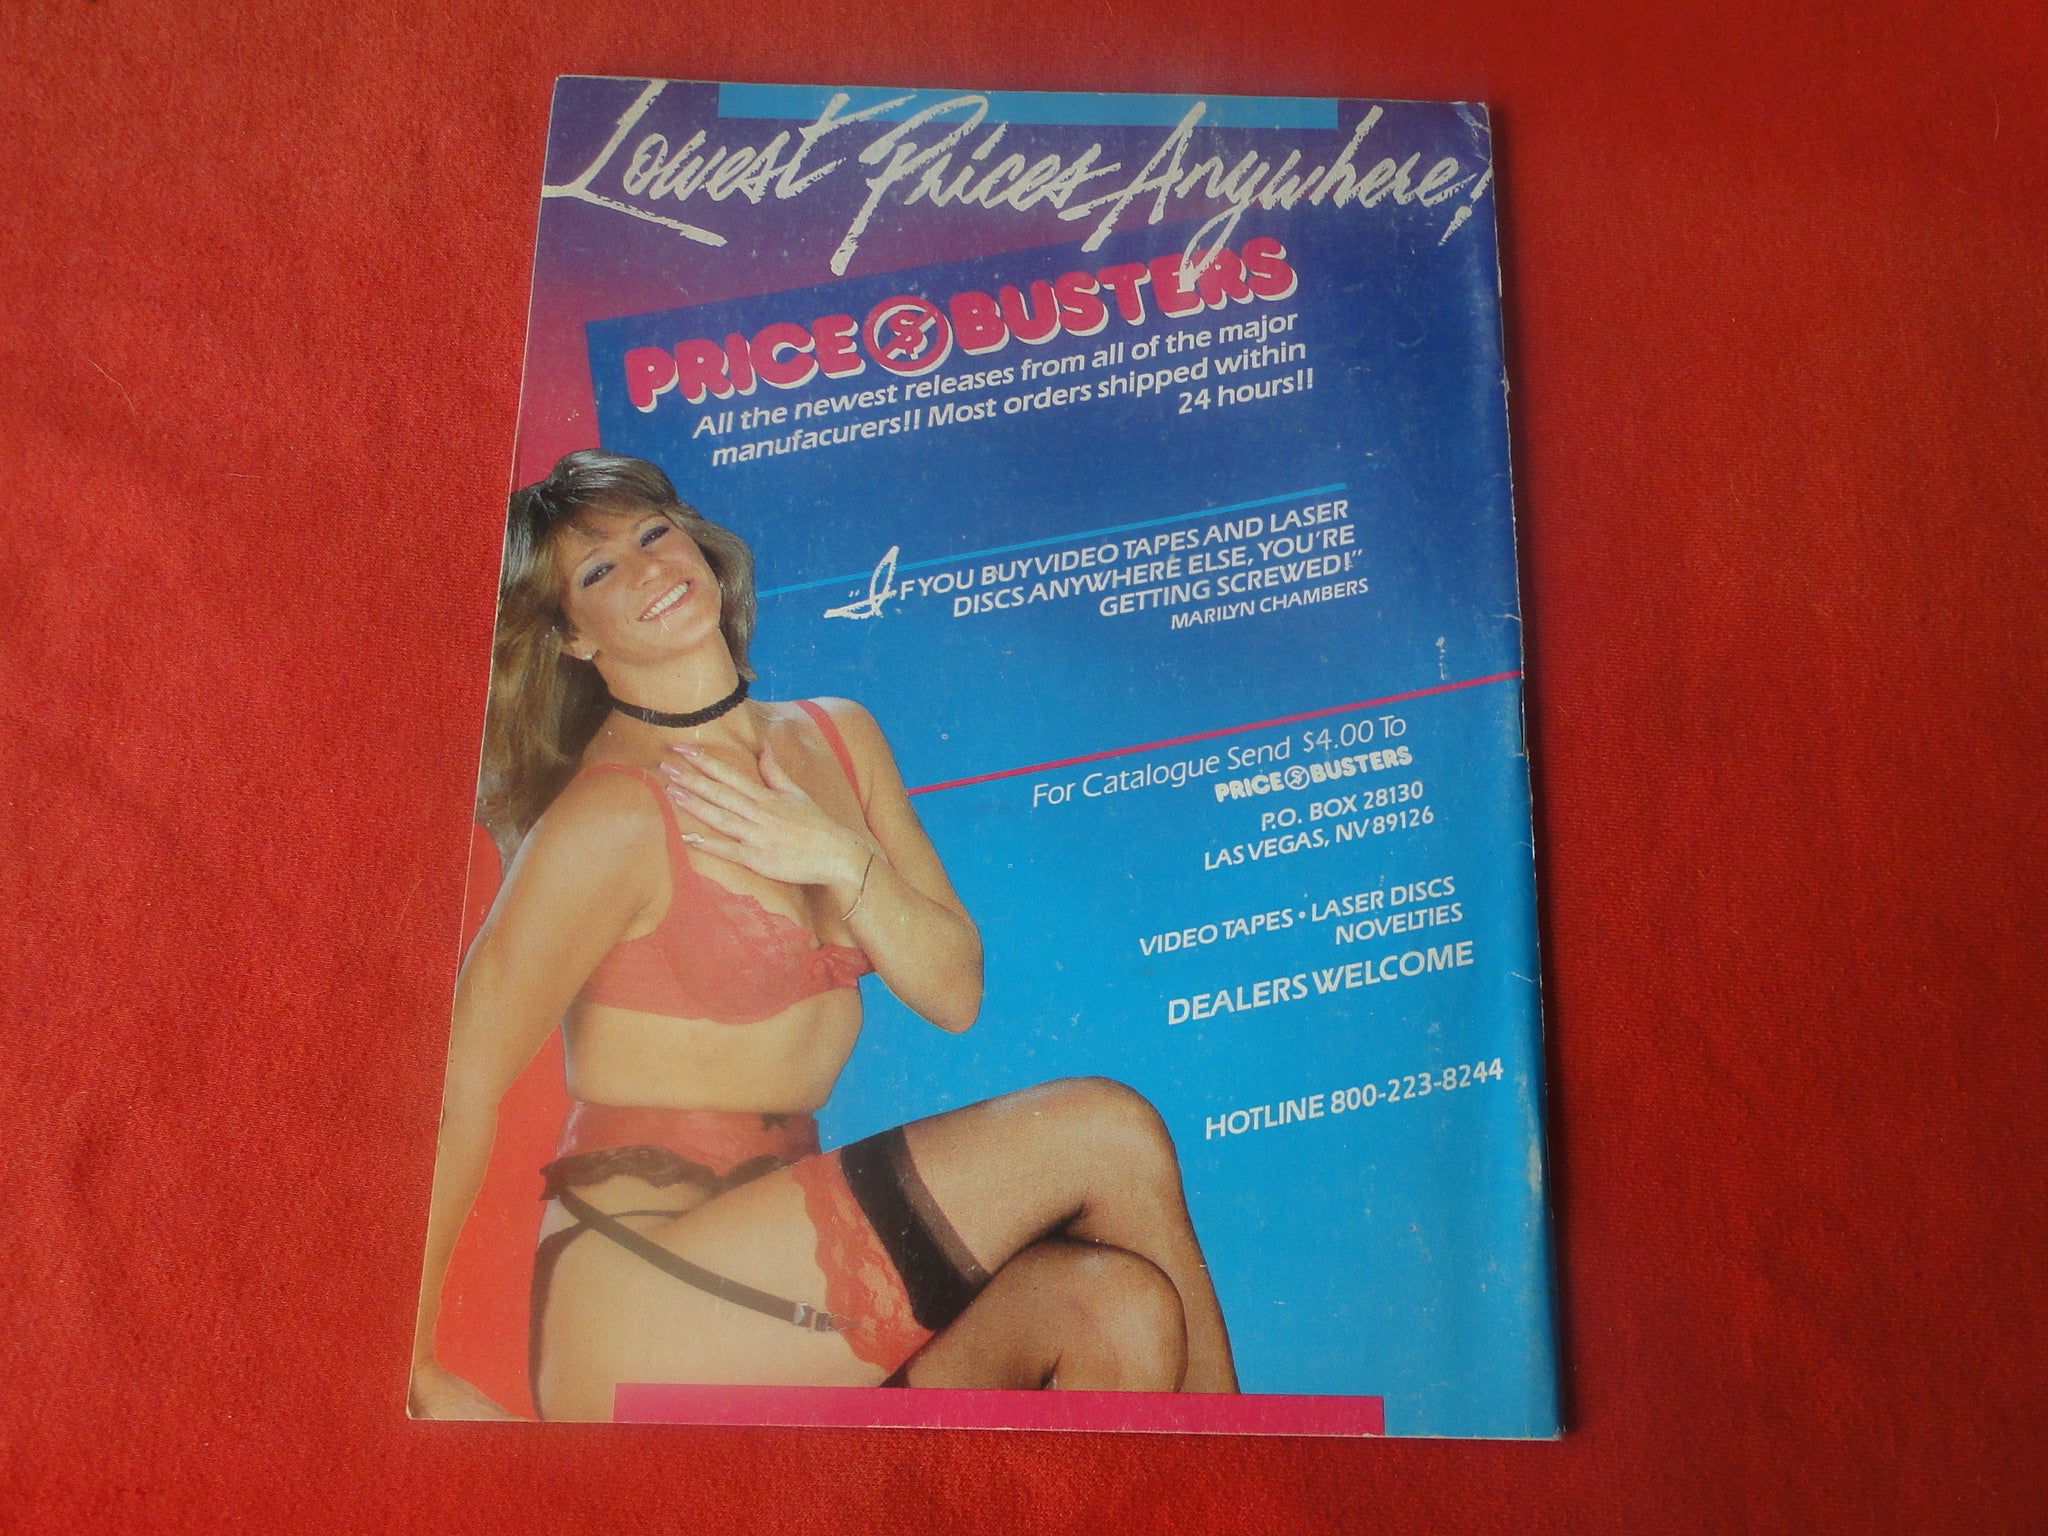 Lowest Prices Anywhere!
PRICE $ BUSTERS
All the newest releases from all of the major
manufacurers!! Most orders shipped within
24 hours!!
"IF YOU BUY VIDEO TAPES AND LASER
DISCS ANYWHERE ELSE, YOU'RE
GETTING SCREWED!"
MARILYN CHAMBERS
For Catalogue Send $4.00 To
PRICE $ BUSTERS
P.O. BOX 28130
LAS VEGAS, NV 89126
VIDEO TAPES • LASER DISCS
NOVELTIES
DEALERS WELCOME
HOTLINE 800-223-8244